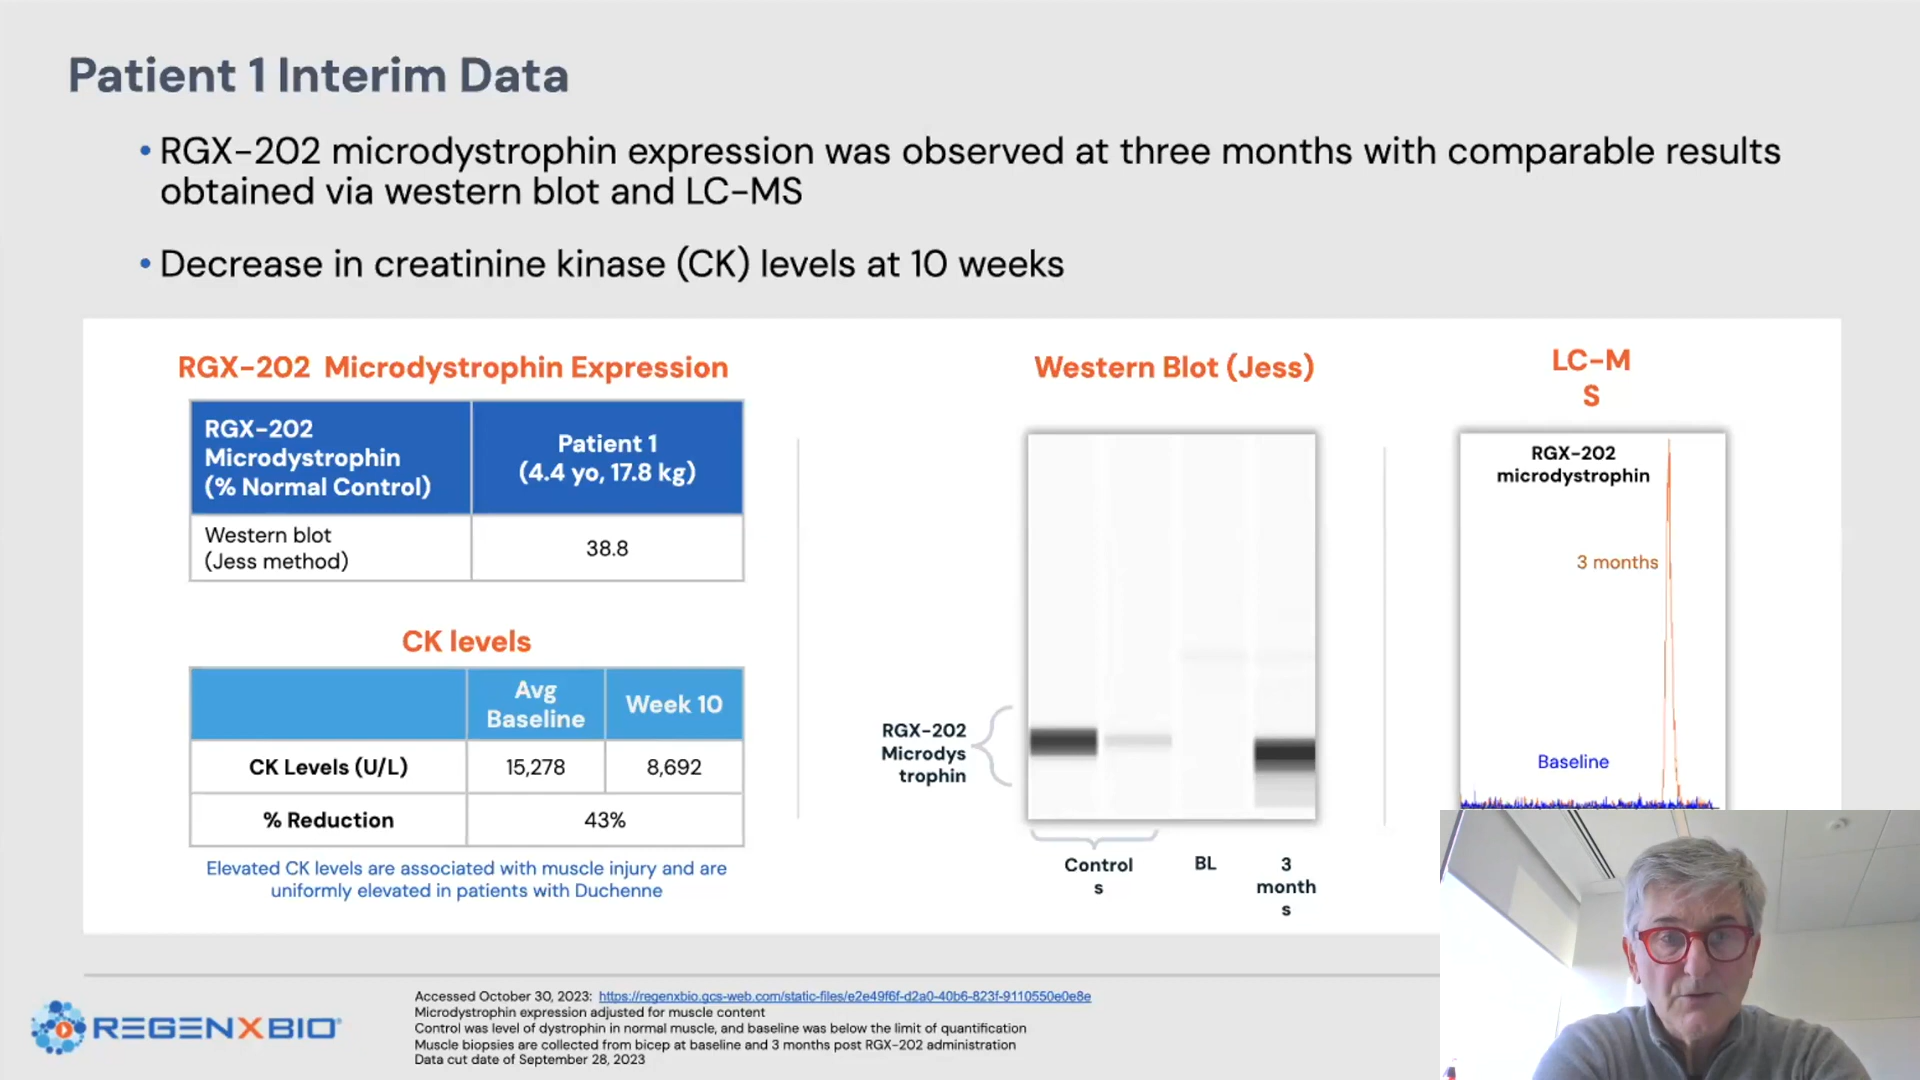 Patient 1 Interim Data
• RGX-202 microdystrophin expression was observed at three months with comparable results
obtained via western blot and LC-MS
• Decrease in creatinine kinase (CK) levels at 10 weeks
RGX-202 Microdystrophin Expression
RGX-202
Microdystrophin
(% Normal Control)
Patient 1
(4.4 yo, 17.8 kg)
Western blot
(Jess method)
38.8
CK levels
Avg
Baseline
Week 10
CK Levels (U/L)
15,278
8,692
% Reduction
43%
Elevated CK levels are associated with muscle injury and are
uniformly elevated in patients with Duchenne
Western Blot (Jess)
RGX-202
Microdys
trophin
Control
s
BL
3
month
s
LC-M
S
RGX-202
microdystrophin
3 months
Baseline
REGENXBIO
Accessed October 30, 2023: https://regenxbio.gcs-web.com/static-files/e2e49f6f-d2a0-40b6-823f-9110550e0e8e
Microdystrophin expression adjusted for muscle content
Control was level of dystrophin in normal muscle, and baseline was below the limit of quantification
Muscle biopsies are collected from bicep at baseline and 3 months post RGX-202 administration
Data cut date of September 28, 2023